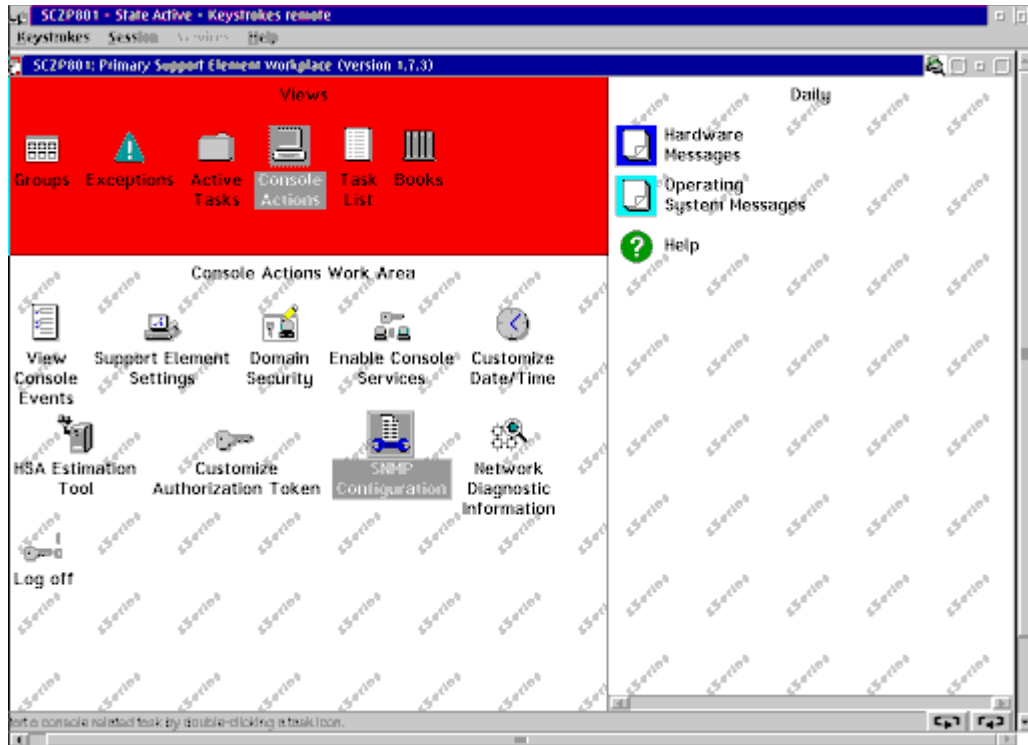 SCZP801 - State Active - Keystrokes remote
Keystrokes Session Services Help
SCZP801: Primary Support Element Workplace (Version 1.7.3)
Views
Groups Exceptions Active Tasks Console Actions Task List Books
Daily
Hardware
Messages
Operating
System Messages
Help
Console Actions Work Area
View
Console
Events
Support Element
Settings
Domain
Security
Enable Console
Services
Customize
Date/Time
HSA Estimation
Tool
Customize
Authorization Token
SNMP
Configuration
Network
Diagnostic
Information
Log off
zSeries
a console related task by double-clicking a task icon.